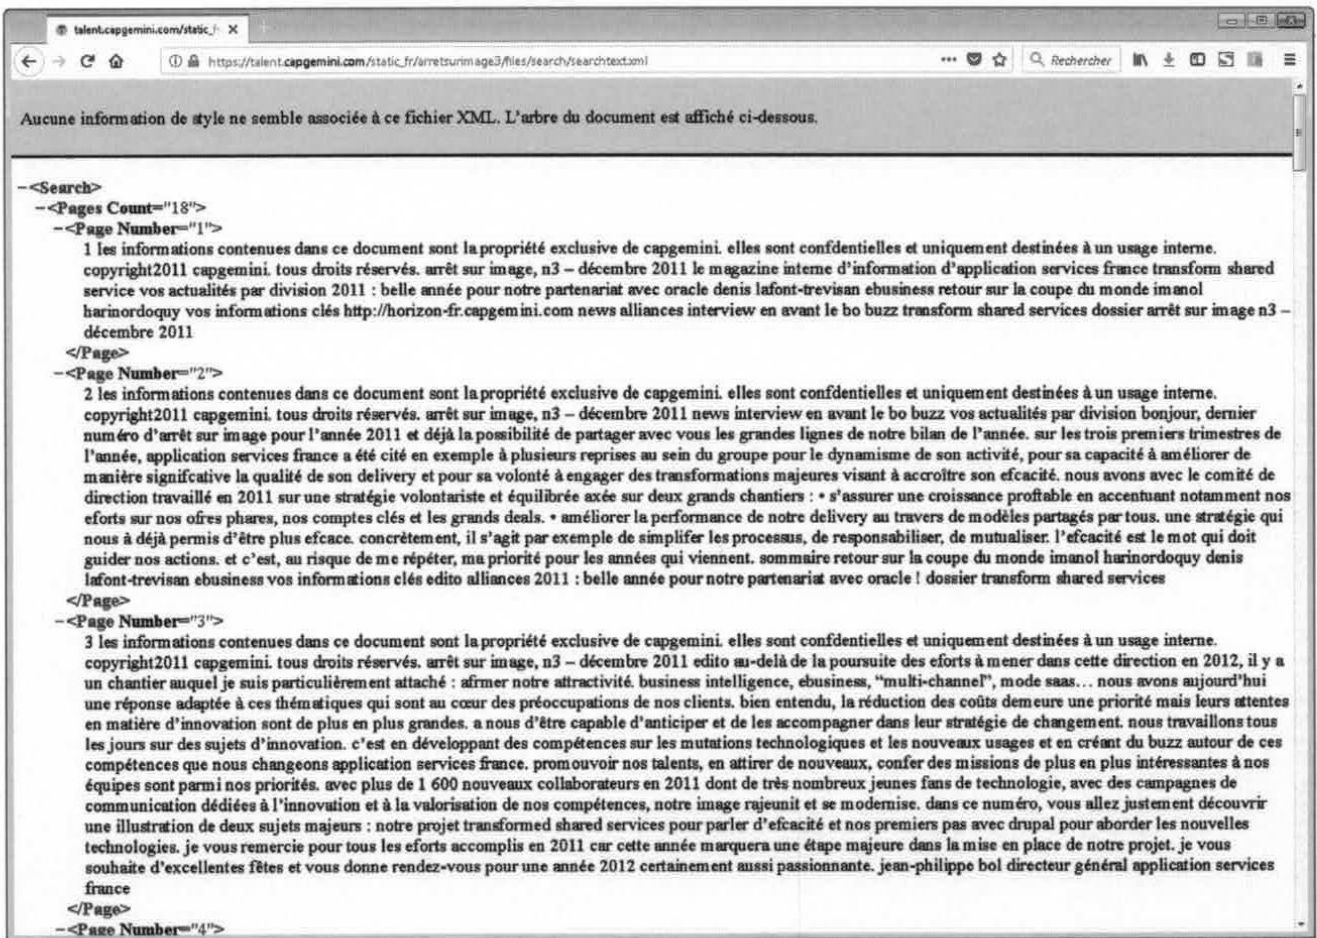 talent.capgemini.com/static_f
https://talent.capgemini.com/static_fr/arretsurimage3/files/search/searchtext.xml
Rechercher
Aucune information de style ne semble associée à ce fichier XML. L'arbre du document est affiché ci-dessous.
−<Search>
−<Pages Count="18">
−<Page Number="1">
1 les informations contenues dans ce document sont la propriété exclusive de capgemini. elles sont confdentielles et uniquement destinées à un usage interne.
copyright2011 capgemini. tous droits réservés. arrêt sur image, n3 – décembre 2011 le magazine interne d'information d'application services france transform shared
service vos actualités par division 2011 : belle année pour notre partenariat avec oracle denis lafont-trevisan ebusiness retour sur la coupe du monde imanol
harinordoquy vos informations clés http://horizon-fr.capgemini.com news alliances interview en avant le bo buzz transform shared services dossier arrêt sur image n3 –
décembre 2011
</Page>
−<Page Number="2">
2 les informations contenues dans ce document sont la propriété exclusive de capgemini. elles sont confdentielles et uniquement destinées à un usage interne.
copyright2011 capgemini. tous droits réservés. arrêt sur image, n3 – décembre 2011 news interview en avant le bo buzz vos actualités par division bonjour, dernier
numéro d'arrêt sur image pour l'année 2011 et déjà la possibilité de partager avec vous les grandes lignes de notre bilan de l'année. sur les trois premiers trimestres de
l'année, application services france a été cité en exemple à plusieurs reprises au sein du groupe pour le dynamisme de son activité, pour sa capacité à améliorer de
manière signifcative la qualité de son delivery et pour sa volonté à engager des transformations majeures visant à accroître son efcacité. nous avons avec le comité de
direction travaillé en 2011 sur une stratégie volontariste et équilibrée axée sur deux grands chantiers : • s'assurer une croissance proftable en accentuant notamment nos
eforts sur nos ofres phares, nos comptes clés et les grands deals. • améliorer la performance de notre delivery au travers de modèles partagés par tous. une stratégie qui
nous à déjà permis d'être plus efcace. concrètement, il s'agit par exemple de simplifer les processus, de responsabiliser, de mutualiser. l'efcacité est le mot qui doit
guider nos actions. et c'est, au risque de me répéter, ma priorité pour les années qui viennent. sommaire retour sur la coupe du monde imanol harinordoquy denis
lafont-trevisan ebusiness vos informations clés edito alliances 2011 : belle année pour notre partenariat avec oracle ! dossier transform shared services
</Page>
−<Page Number="3">
3 les informations contenues dans ce document sont la propriété exclusive de capgemini. elles sont confdentielles et uniquement destinées à un usage interne.
copyright2011 capgemini. tous droits réservés. arrêt sur image, n3 – décembre 2011 edito au-delà de la poursuite des eforts à mener dans cette direction en 2012, il y a
un chantier auquel je suis particulièrement attaché : afrmer notre attractivité. business intelligence, ebusiness, “multi-channel”, mode saas… nous avons aujourd'hui
une réponse adaptée à ces thématiques qui sont au cœur des préoccupations de nos clients. bien entendu, la réduction des coûts demeure une priorité mais leurs attentes
en matière d'innovation sont de plus en plus grandes. a nous d'être capable d'anticiper et de les accompagner dans leur stratégie de changement. nous travaillons tous
les jours sur des sujets d'innovation. c'est en développant des compétences sur les mutations technologiques et les nouveaux usages et en créant du buzz autour de ces
compétences que nous changeons application services france. promouvoir nos talents, en attirer de nouveaux, confer des missions de plus en plus intéressantes à nos
équipes sont parmi nos priorités. avec plus de 1 600 nouveaux collaborateurs en 2011 dont de très nombreux jeunes fans de technologie, avec des campagnes de
communication dédiées à l'innovation et à la valorisation de nos compétences, notre image rajeunit et se modernise. dans ce numéro, vous allez justement découvrir
une illustration de deux sujets majeurs : notre projet transformed shared services pour parler d'efcacité et nos premiers pas avec drupal pour aborder les nouvelles
technologies. je vous remercie pour tous les eforts accomplis en 2011 car cette année marquera une étape majeure dans la mise en place de notre projet. je vous
souhaite d'excellentes fêtes et vous donne rendez-vous pour une année 2012 certainement aussi passionnante. jean-philippe bol directeur général application services
france
</Page>
−<Page Number="4">